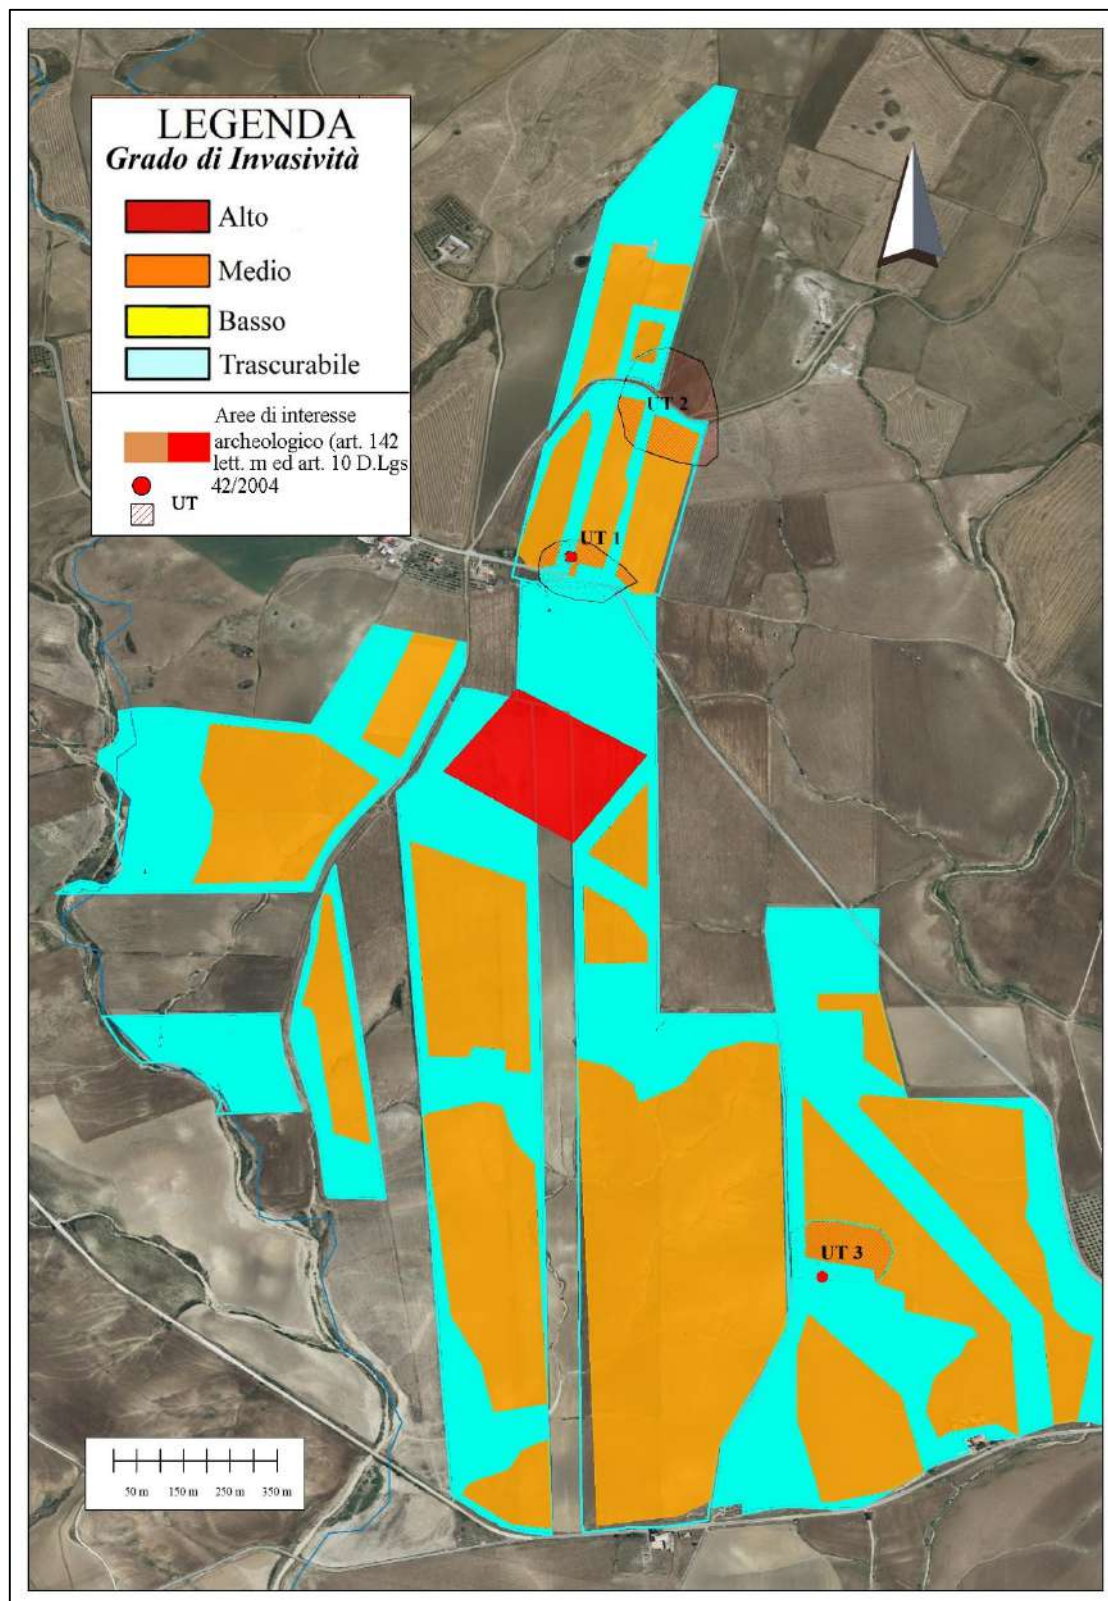 LEGENDA
Grado di Invasività
Alto
Medio
Basso
Trascurabile
Aree di interesse
archeologico (art. 142
lett. m ed art. 10 D.Lgs
42/2004
UT
UT 2
UT 1
UT 3
50 m 150 m 250 m 350 m